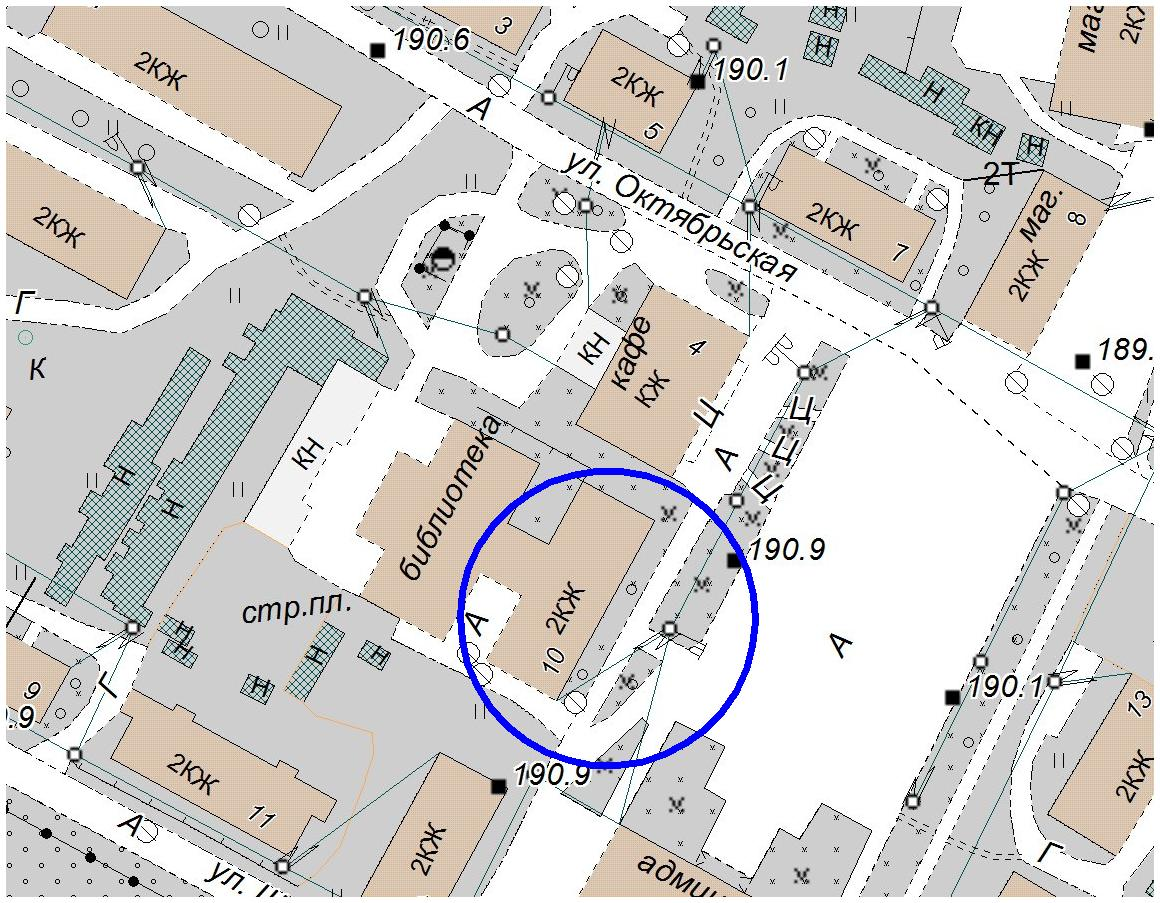 3
190.6
2КЖ
А
2КЖ
5
190.1
Н
Н
Н
КН
Н
маг
2КЖ
2Т
ул. Октябрьская
2КЖ
7
2КЖ маг.
8
2КЖ
Г
К
КН
кафе
КЖ
4
189.
Ц
А
Ц
Ц
Ц
КН
Н
Н
библиотека
190.9
стр.пл.
А
2КЖ
10
А
Н
Н
Н
Н
Н
Г
9
.9
190.1
13
2КЖ
2КЖ
11
190.9
А
ул. Ш
2КЖ
админ
Г